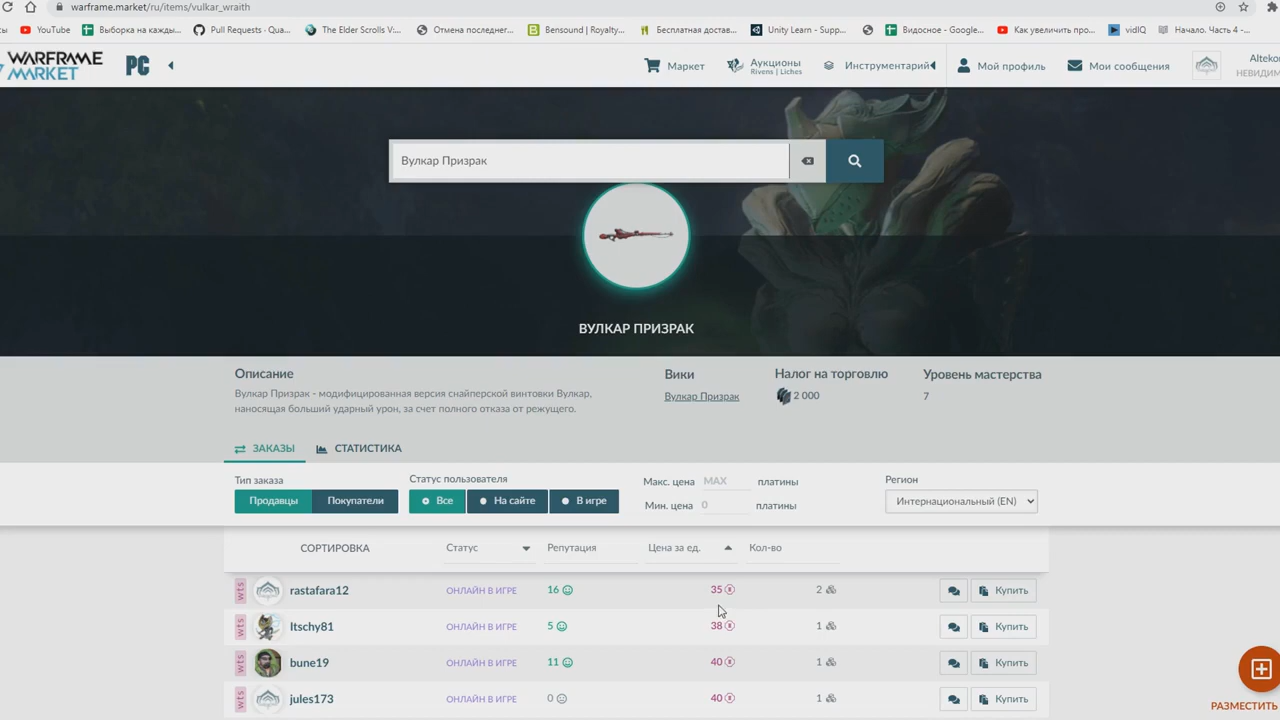 warframe.market/ru/items/vulkar_wraith
YouTube
Выборка на кажды...
Pull Requests · Qua...
The Elder Scrolls V:...
Отмена последнег...
Bensound | Royalty...
Бесплатная достав...
Unity Learn - Supp...
Видосное - Google...
Как увеличить про...
vidIQ
Начало. Часть 4 -...
WARFRAME
MARKET
PC
Маркет
Аукционы
Rivens | Liches
Инструментарий
Мой профиль
Мои сообщения
Alteko
НЕВИДИМ
Вулкар Призрак
ВУЛКАР ПРИЗРАК
Описание
Вулкар Призрак - модифицированная версия снайперской винтовки Вулкар,
наносящая больший ударный урон, за счет полного отказа от режущего.
Вики
Вулкар Призрак
Налог на торговлю
2 000
Уровень мастерства
7
ЗАКАЗЫ
СТАТИСТИКА
Тип заказа
Продавцы
Покупатели
Статус пользователя
Все
На сайте
В игре
Макс. цена MAX платины
Мин. цена 0 платины
Регион
Интернациональный (EN)
СОРТИРОВКА Статус Репутация Цена за ед. Кол-во
wts rastafara12 ОНЛАЙН В ИГРЕ 16 35 2 Купить
wts Itschy81 ОНЛАЙН В ИГРЕ 5 38 1 Купить
wts bune19 ОНЛАЙН В ИГРЕ 11 40 1 Купить
wts jules173 ОНЛАЙН В ИГРЕ 0 40 1 Купить
РАЗМЕСТИТЬ